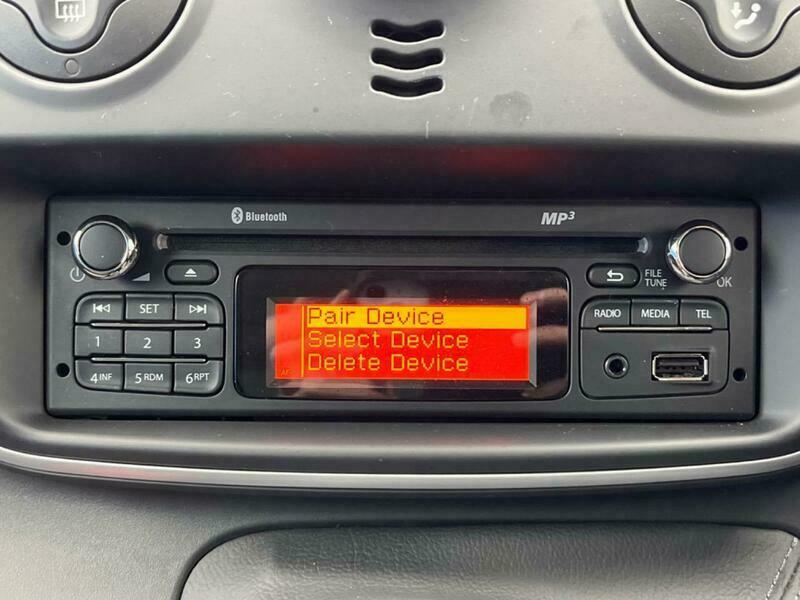 Bluetooth
MP3
FILE
TUNE
OK
SET
RADIO
MEDIA
TEL
1
2
3
4INF
5RDM
6RPT
Pair Device
Select Device
Delete Device
AF